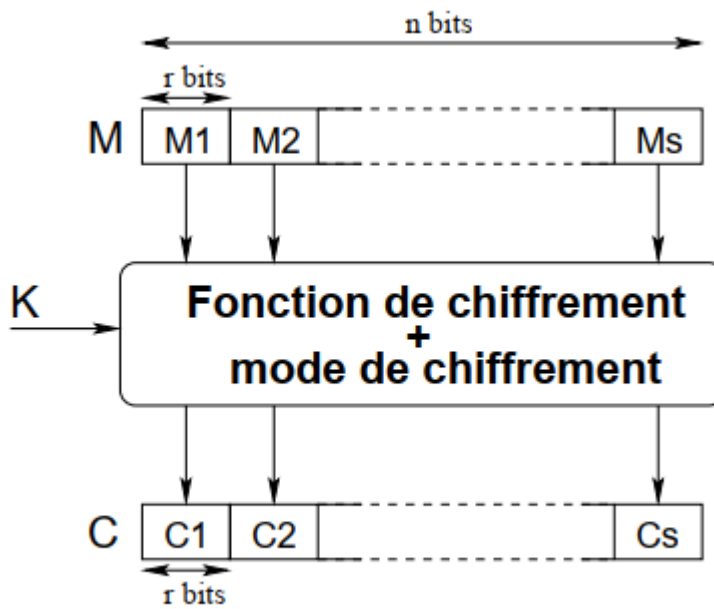 n bits
r bits
M M1 M2 Ms
K
Fonction de chiffrement
+
mode de chiffrement
C C1 C2 Cs
r bits